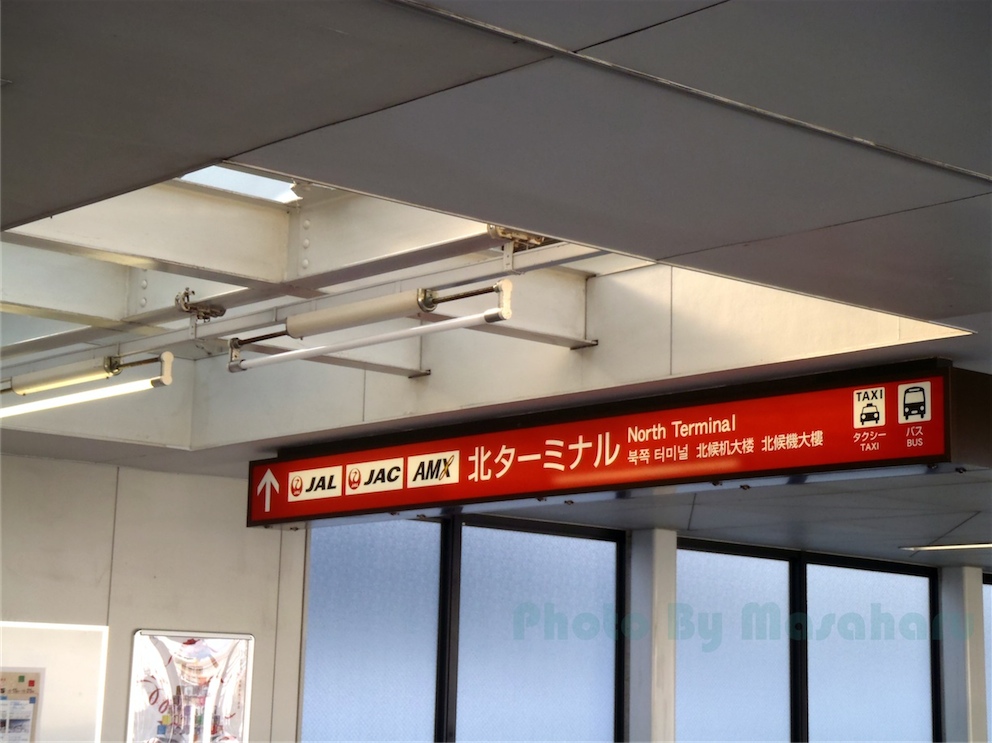 JAL
JAC
AMX
北ターミナル
North Terminal
북쪽 터미널 北候机大楼 北候機大樓
TAXI
タクシー
TAXI
バス
BUS
Photo By Masaharu